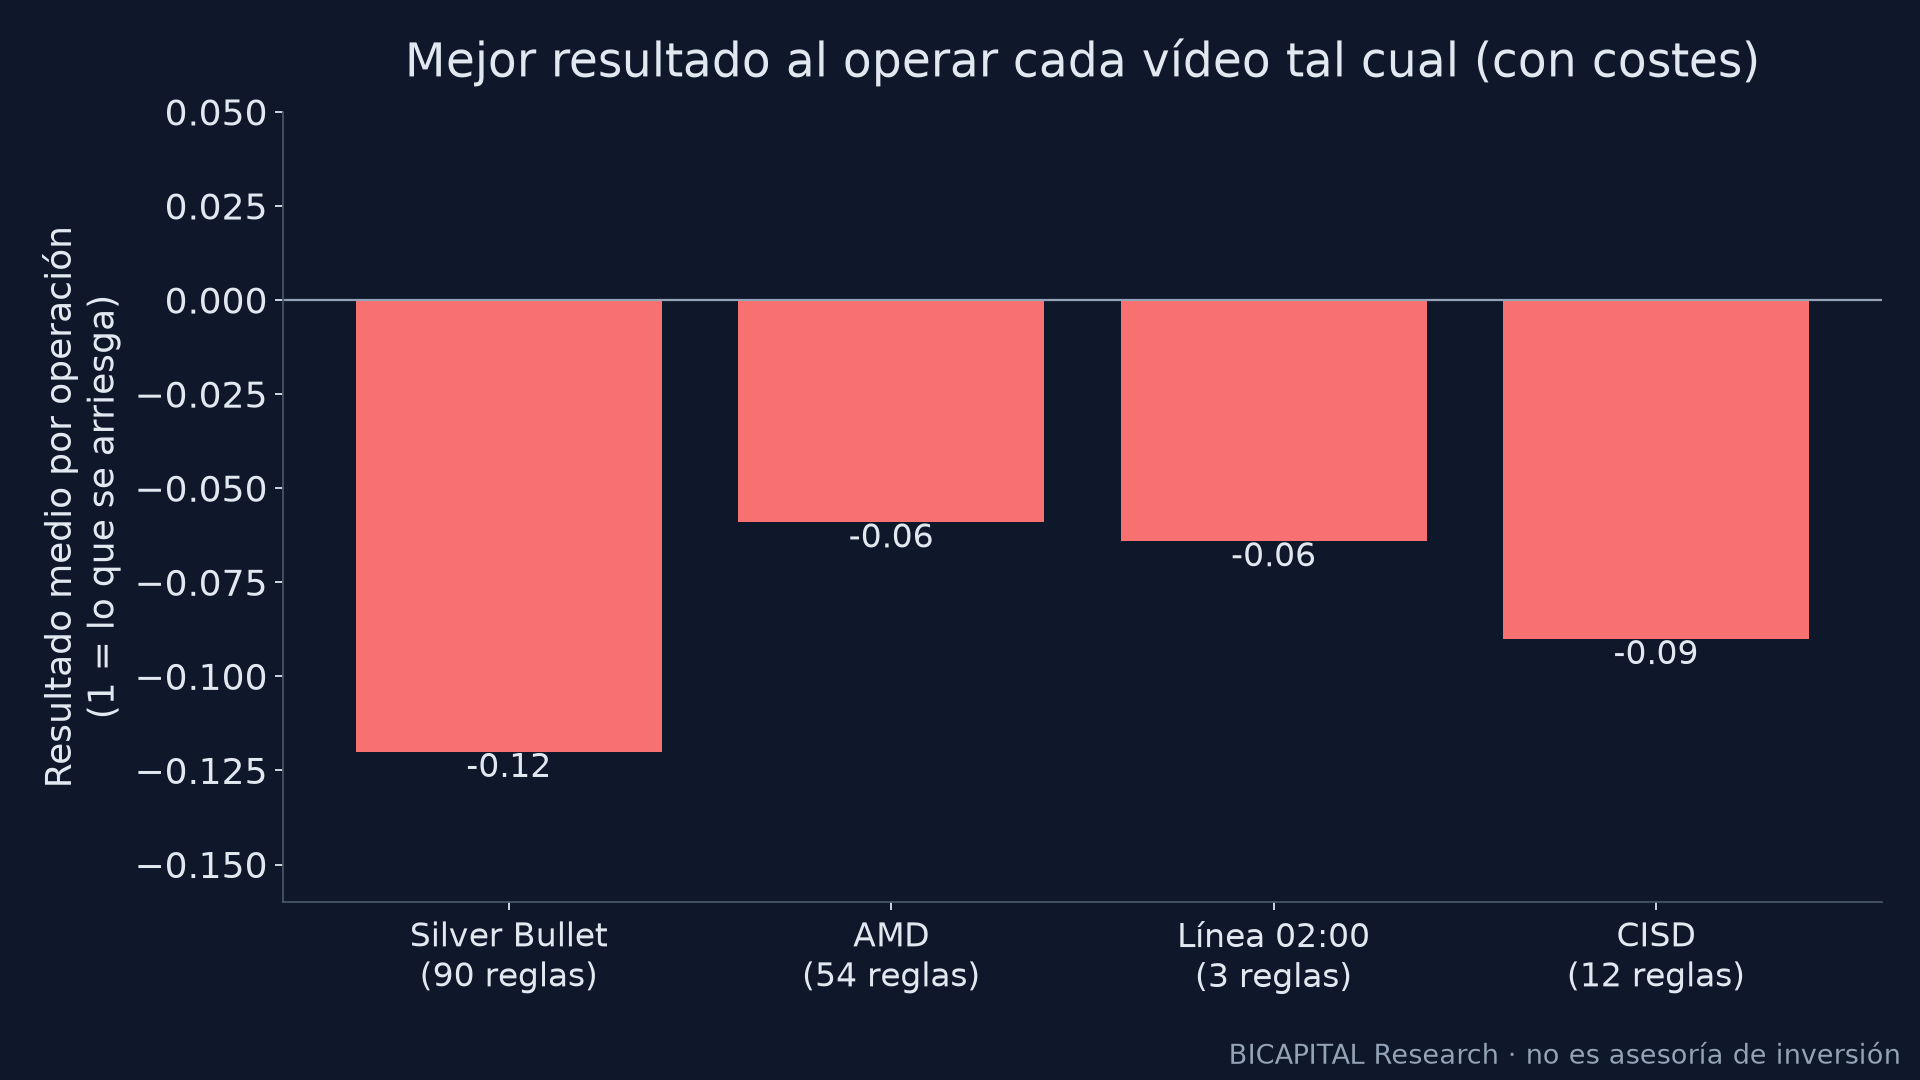 Mejor resultado al operar cada vídeo tal cual (con costes)
Resultado medio por operación
(1 = lo que se arriesga)
0.050
0.025
0.000
−0.025
−0.050
−0.075
−0.100
−0.125
−0.150
-0.12
-0.06
-0.06
-0.09
Silver Bullet
(90 reglas)
AMD
(54 reglas)
Línea 02:00
(3 reglas)
CISD
(12 reglas)
BICAPITAL Research · no es asesoría de inversión